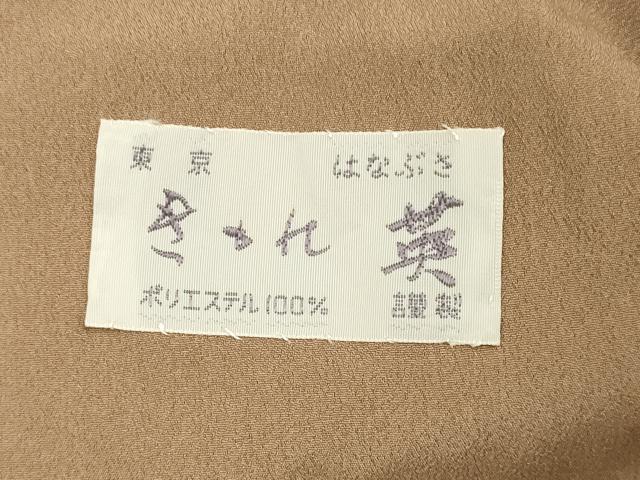 東京 はなぶさ
きもの 英
ポリエステル100% 謹製